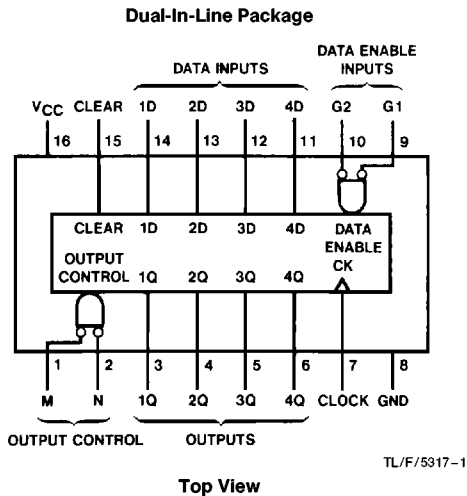 Dual-In-Line Package
DATA ENABLE
DATA INPUTS INPUTS
VCC CLEAR 1D 2D 3D 4D G2 G1
16 15 14 13 12 11 10 9
CLEAR 1D 2D 3D 4D DATA
OUTPUT ENABLE
CONTROL 1Q 2Q 3Q 4Q CK
1 2 3 4 5 6 7 8
M N 1Q 2Q 3Q 4Q CLOCK GND
OUTPUT CONTROL OUTPUTS
TL/F/5317–1
Top View